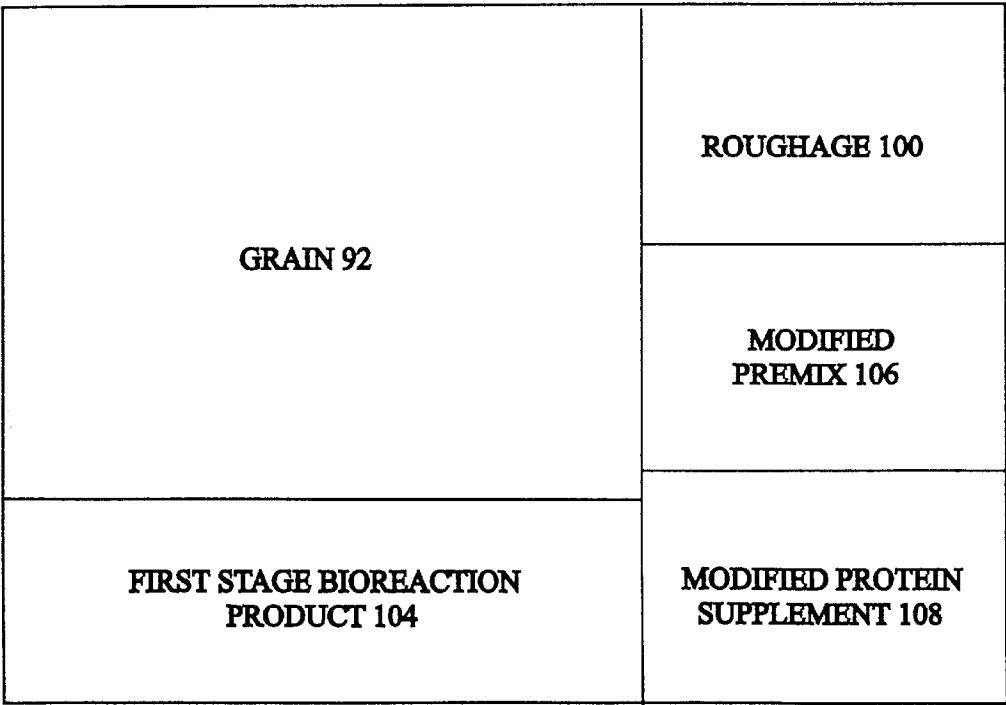 GRAIN 92
FIRST STAGE BIOREACTION
PRODUCT 104
ROUGHAGE 100
MODIFIED
PREMIX 106
MODIFIED PROTEIN
SUPPLEMENT 108